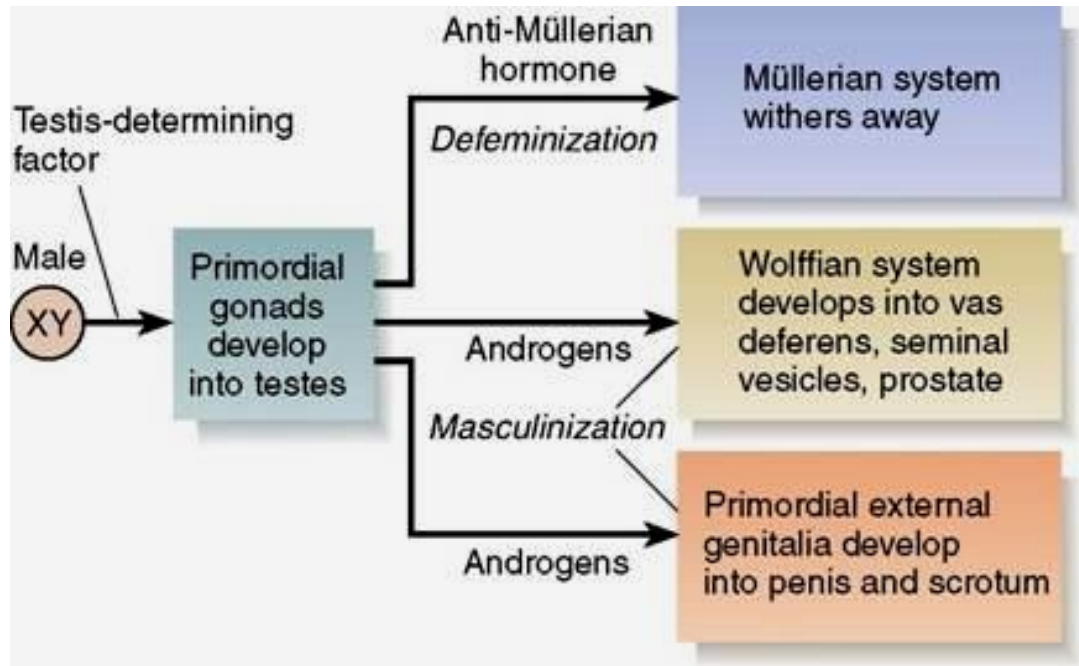 Anti-Müllerian
hormone
Defeminization
Müllerian system
withers away
Testis-determining
factor
Male
XY
Primordial
gonads
develop
into testes
Androgens
Wolffian system
develops into vas
deferens, seminal
vesicles, prostate
Masculinization
Androgens
Primordial external
genitalia develop
into penis and scrotum